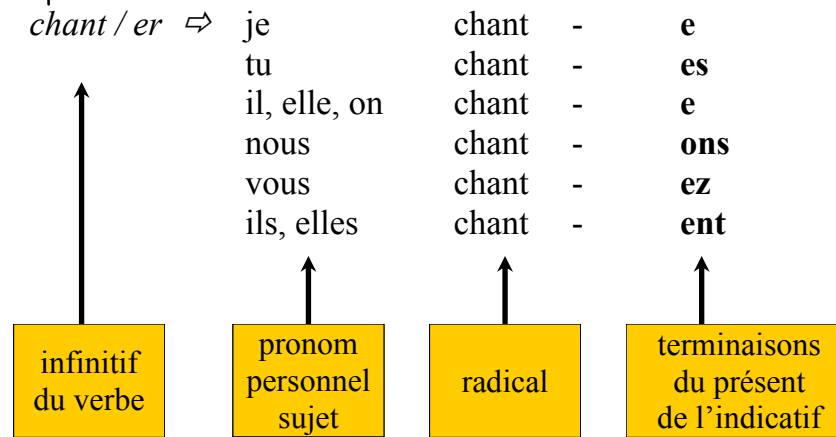 chant / er ⇨ je chant - e
tu chant - es
il, elle, on chant - e
nous chant - ons
vous chant - ez
ils, elles chant - ent
infinitif
du verbe
pronom
personnel
sujet
radical
terminaisons
du présent
de l’indicatif